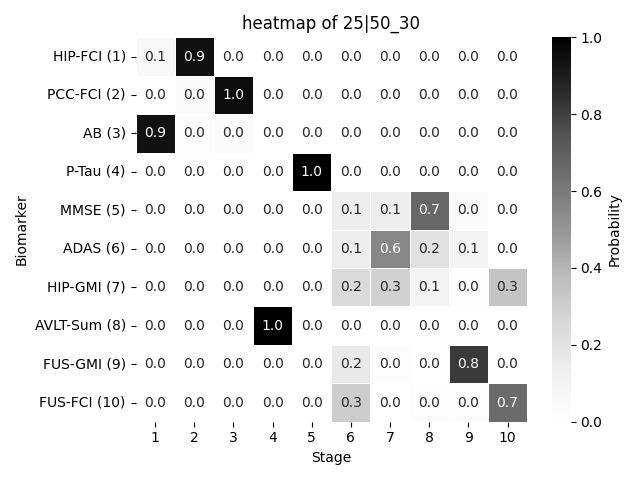 heatmap of 25|50_30
HIP-FCI (1) 0.1 0.9 0.0 0.0 0.0 0.0 0.0 0.0 0.0 0.0
PCC-FCI (2) 0.0 0.0 1.0 0.0 0.0 0.0 0.0 0.0 0.0 0.0
AB (3) 0.9 0.0 0.0 0.0 0.0 0.0 0.0 0.0 0.0 0.0
P-Tau (4) 0.0 0.0 0.0 0.0 1.0 0.0 0.0 0.0 0.0 0.0
MMSE (5) 0.0 0.0 0.0 0.0 0.0 0.1 0.1 0.7 0.0 0.0
ADAS (6) 0.0 0.0 0.0 0.0 0.0 0.1 0.6 0.2 0.1 0.0
HIP-GMI (7) 0.0 0.0 0.0 0.0 0.0 0.2 0.3 0.1 0.0 0.3
AVLT-Sum (8) 0.0 0.0 0.0 1.0 0.0 0.0 0.0 0.0 0.0 0.0
FUS-GMI (9) 0.0 0.0 0.0 0.0 0.0 0.2 0.0 0.0 0.8 0.0
FUS-FCI (10) 0.0 0.0 0.0 0.0 0.0 0.3 0.0 0.0 0.0 0.7
1 2 3 4 5 6 7 8 9 10
Stage
Biomarker
1.0
0.8
0.6
0.4
0.2
0.0
Probability